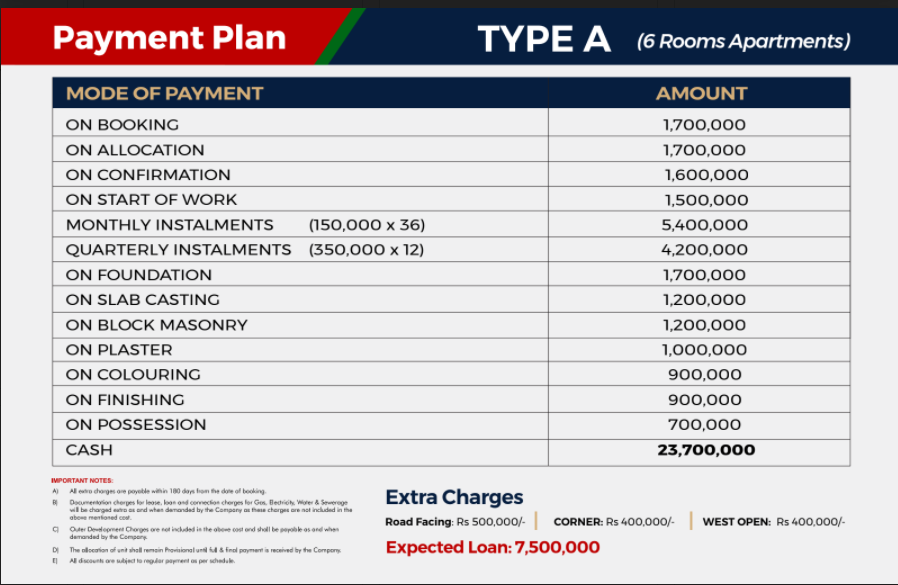 Payment Plan
TYPE A (6 Rooms Apartments)
MODE OF PAYMENT AMOUNT
ON BOOKING 1,700,000
ON ALLOCATION 1,700,000
ON CONFIRMATION 1,600,000
ON START OF WORK 1,500,000
MONTHLY INSTALMENTS (150,000 x 36) 5,400,000
QUARTERLY INSTALMENTS (350,000 x 12) 4,200,000
ON FOUNDATION 1,700,000
ON SLAB CASTING 1,200,000
ON BLOCK MASONRY 1,200,000
ON PLASTER 1,000,000
ON COLOURING 900,000
ON FINISHING 900,000
ON POSSESSION 700,000
CASH 23,700,000
IMPORTANT NOTES:
A) All extra charges are payable within 180 days from the date of booking.
B) Documentation charges for lease, loan and connection charges for Gas, Electricity, Water & Sewerage
will be charged extra as and when demanded by the Company as these charges are not included in the
above mentioned cost.
C) Outer Development Charges are not included in the above cost and shall be payable as and when
demanded by the Company.
D) The allocation of unit shall remain Provisional until full & final payment is received by the Company.
E) All discounts are subject to regular payment as per schedule.
Extra Charges
Road Facing: Rs 500,000/- CORNER: Rs 400,000/- WEST OPEN: Rs 400,000/-
Expected Loan: 7,500,000